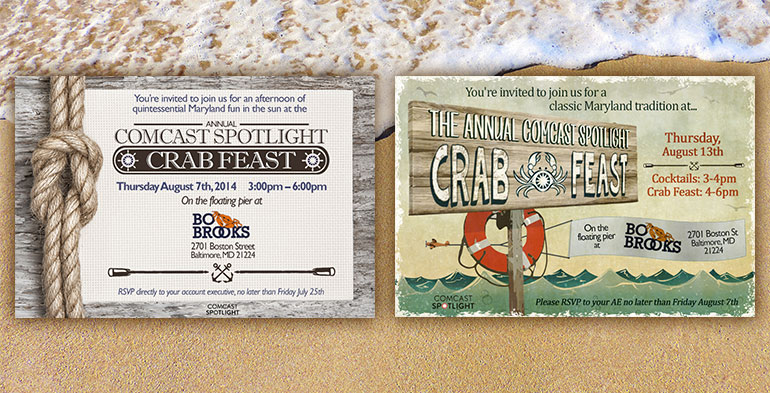 You're invited to join us for an afternoon of
quintessential Maryland fun in the sun at the
ANNUAL
COMCAST SPOTLIGHT
CRAB FEAST
Thursday August 7th, 2014 3:00pm – 6:00pm
On the floating pier at
BO BROOKS
2701 Boston Street
Baltimore, MD
21224
RSVP directly to your account executive, no later than Friday July 25th
COMCAST
SPOTLIGHT
You're invited to join us for a
classic Maryland tradition at...
THE ANNUAL COMCAST SPOTLIGHT
CRAB FEAST
Thursday,
August 13th
Cocktails: 3-4pm
Crab Feast: 4-6pm
On the
floating
pier at
BO
BROOKS
2701 Boston St
Baltimore, MD
21224
COMCAST
SPOTLIGHT
Please RSVP to your AE no later than Friday August 7th